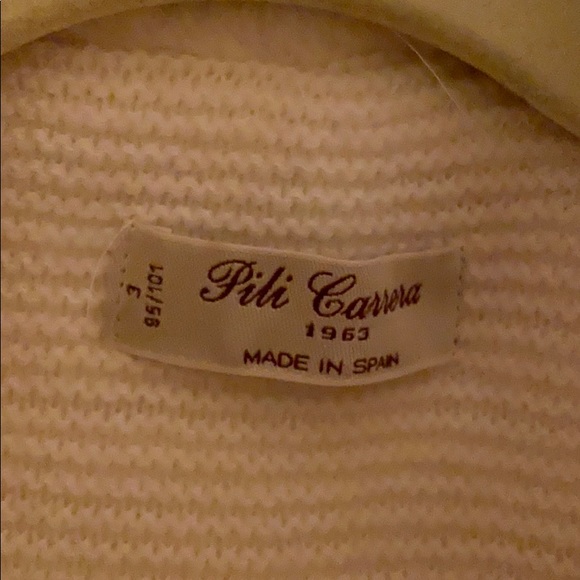 3
95/101
Pili Carrera
1963
MADE IN SPAIN